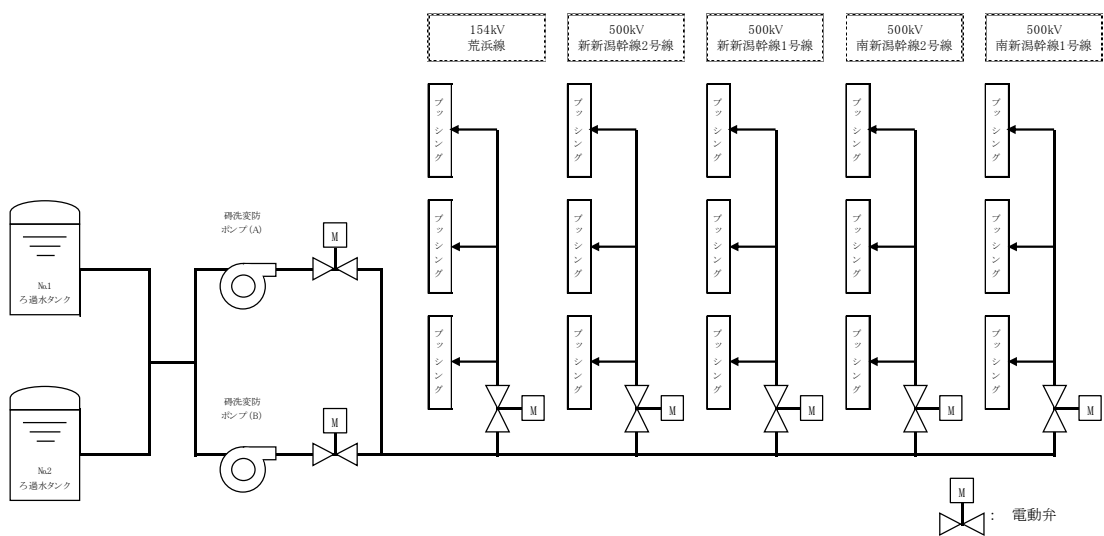 154kV
荒浜線
500kV
新新潟幹線2号線
500kV
新新潟幹線1号線
500kV
南新潟幹線2号線
500kV
南新潟幹線1号線
ブッシング
ブッシング
ブッシング
ブッシング
ブッシング
ブッシング
ブッシング
ブッシング
ブッシング
ブッシング
碍洗変防
ポンプ(A)
M
No.1
ろ過水タンク
ブッシング
ブッシング
ブッシング
ブッシング
ブッシング
碍洗変防
ポンプ(B)
M
M
M
M
M
M
No.2
ろ過水タンク
M
: 電動弁